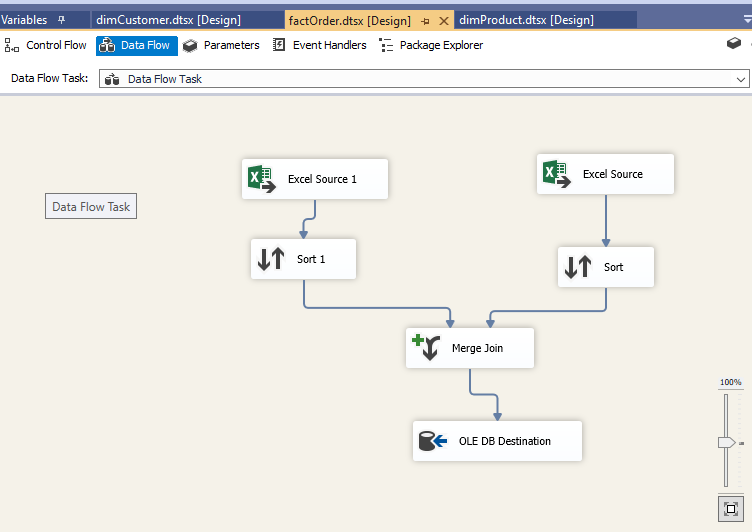 Variables
dimCustomer.dtsx [Design]
factOrder.dtsx [Design]
dimProduct.dtsx [Design]
Control Flow
Data Flow
Parameters
Event Handlers
Package Explorer
Data Flow Task:
Data Flow Task
Excel Source 1
Excel Source
Data Flow Task
Sort 1
Sort
Merge Join
100%
OLE DB Destination